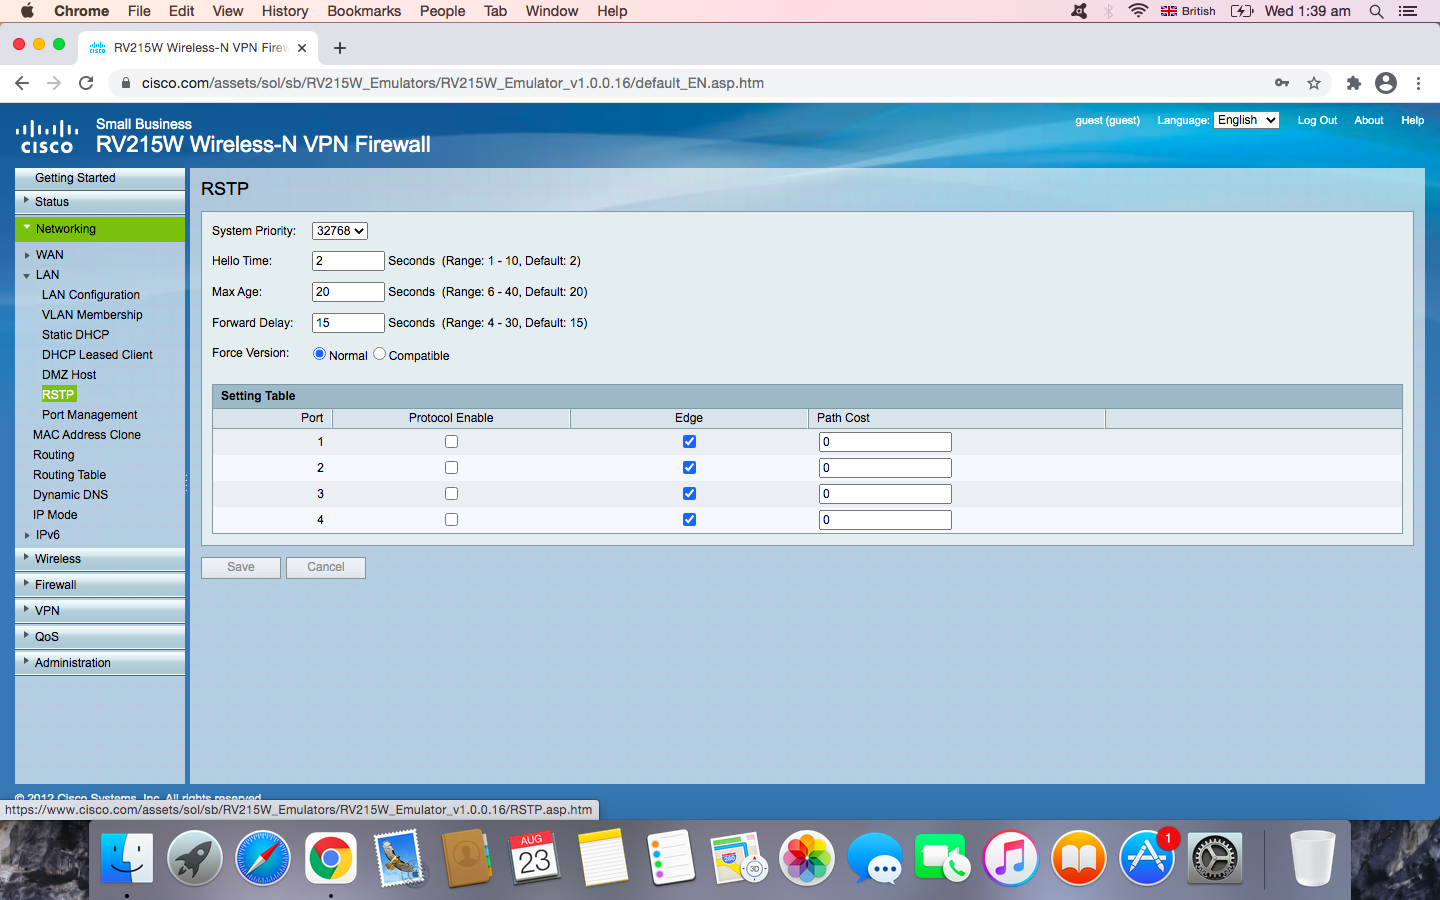 Chrome File Edit View History Bookmarks People Tab Window Help British Wed 1:39 am
RV215W Wireless-N VPN Firew
cisco.com/assets/sol/sb/RV215W_Emulators/RV215W_Emulator_v1.0.0.16/default_EN.asp.htm
cisco
Small Business
RV215W Wireless-N VPN Firewall
guest (guest) Language: English Log Out About Help
Getting Started
Status
Networking
WAN
LAN
LAN Configuration
VLAN Membership
Static DHCP
DHCP Leased Client
DMZ Host
RSTP
Port Management
MAC Address Clone
Routing
Routing Table
Dynamic DNS
IP Mode
IPv6
Wireless
Firewall
VPN
QoS
Administration
RSTP
System Priority: 32768
Hello Time: 2 Seconds (Range: 1 - 10, Default: 2)
Max Age: 20 Seconds (Range: 6 - 40, Default: 20)
Forward Delay: 15 Seconds (Range: 4 - 30, Default: 15)
Force Version: Normal Compatible
Setting Table
Port Protocol Enable Edge Path Cost
1 0
2 0
3 0
4 0
Save Cancel
© 2012 Cisco Systems, Inc. All rights reserved.
https://www.cisco.com/assets/sol/sb/RV215W_Emulators/RV215W_Emulator_v1.0.0.16/RSTP.asp.htm
AUG
23
280
3D
1